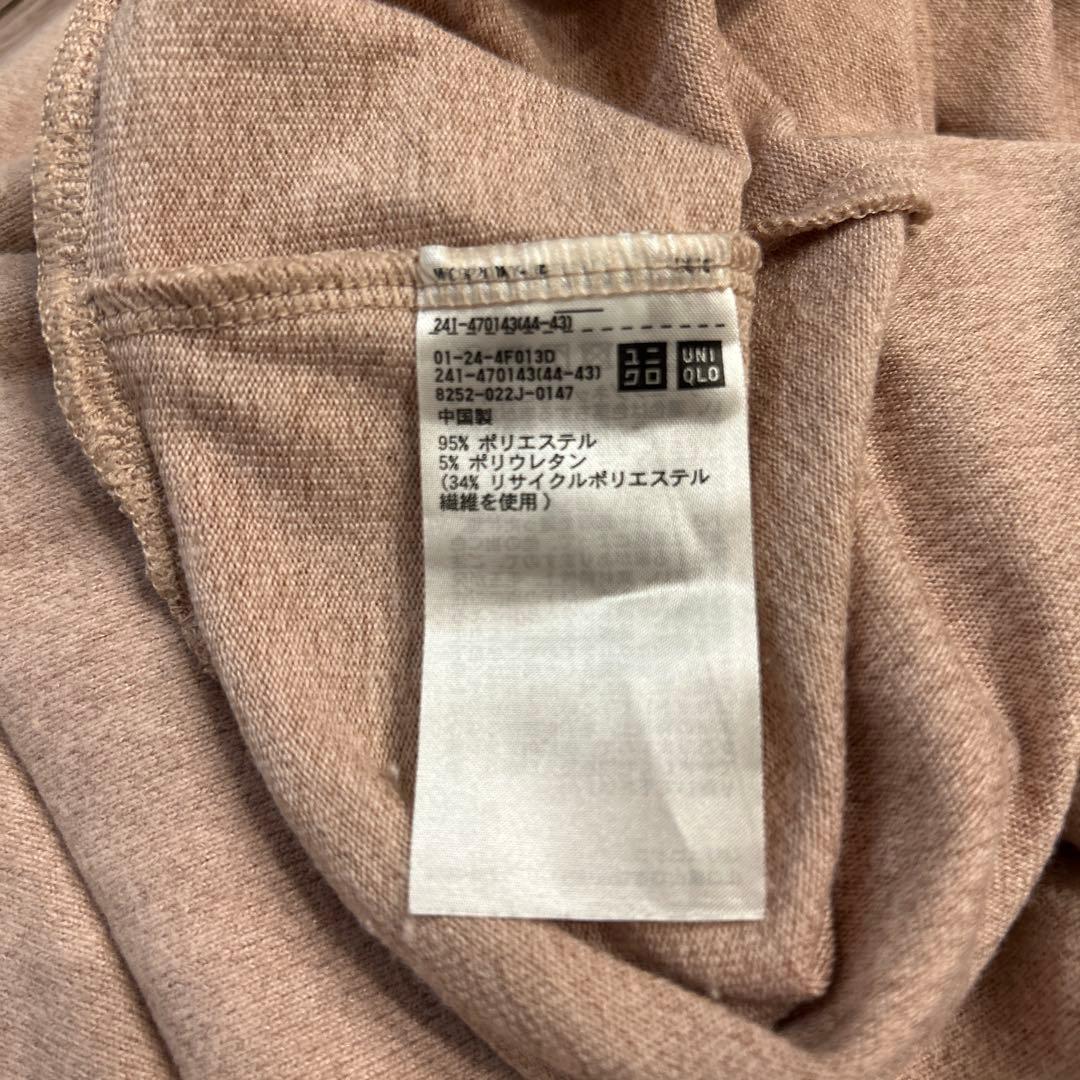 241-470143(44-43)
01-24-4F013D
241-470143(44-43)
8252-022J-0147
ユニクロ
UNIQLO
中国製
95% ポリエステル
5% ポリウレタン
(34% リサイクルポリエステル
繊維を使用)